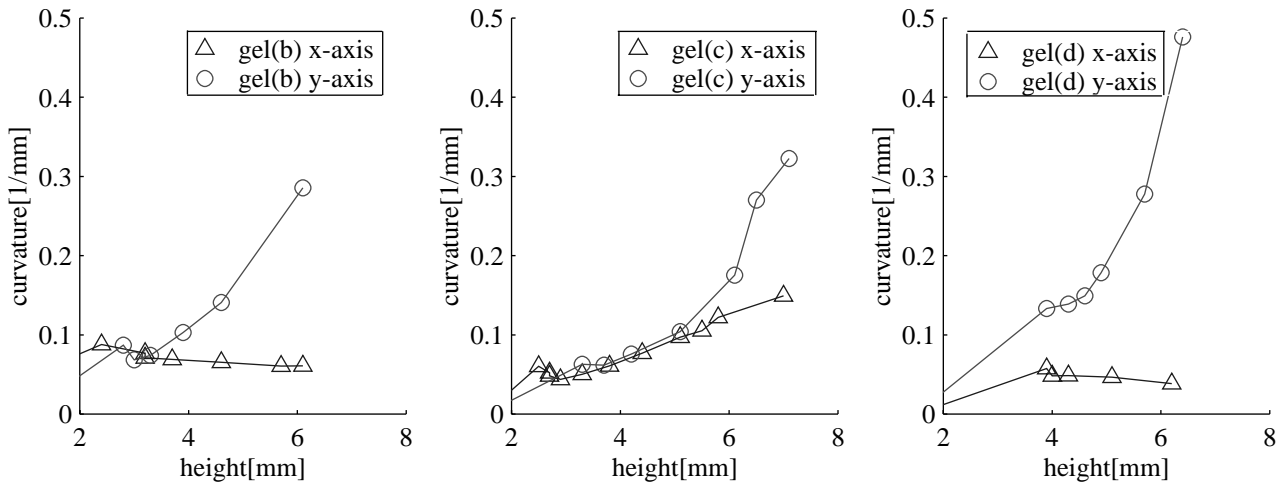 0.5
0.4
0.3
0.2
0.1
0
curvature[1/mm]
gel(b) x-axis
gel(b) y-axis
2 4 6 8
height[mm]
0.5
0.4
0.3
0.2
0.1
0
curvature[1/mm]
gel(c) x-axis
gel(c) y-axis
2 4 6 8
height[mm]
0.5
0.4
0.3
0.2
0.1
0
curvature[1/mm]
gel(d) x-axis
gel(d) y-axis
2 4 6 8
height[mm]